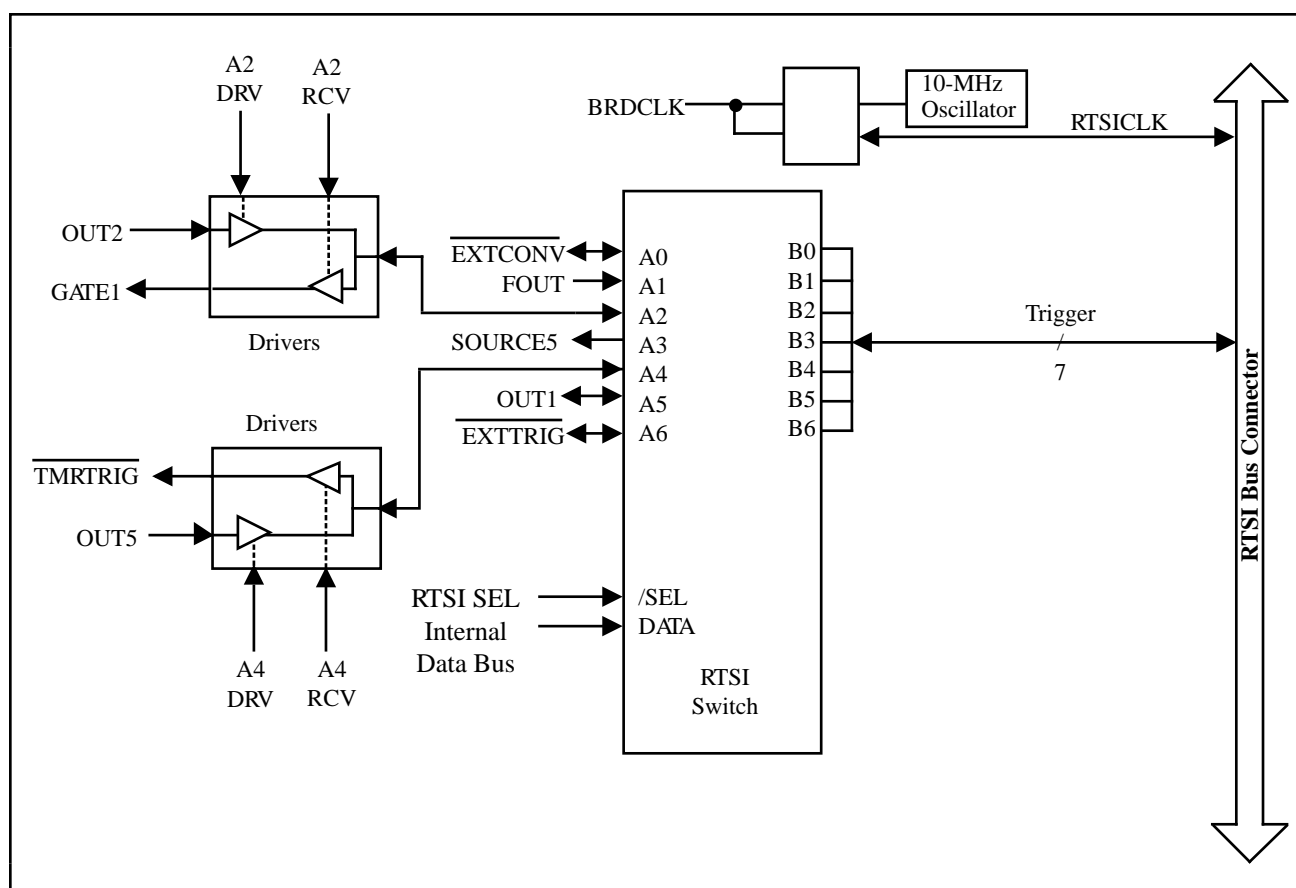 A2
DRV
A2
RCV
OUT2
GATE1
Drivers
BRDCLK
10-MHz
Oscillator
RTSICLK
EXTCONV
FOUT
SOURCE5
OUT1
EXTTRIG
A0
A1
A2
A3
A4
A5
A6
B0
B1
B2
B3
B4
B5
B6
Trigger
/
7
Drivers
TMRTRIG
OUT5
A4
DRV
A4
RCV
RTSI SEL
Internal
Data Bus
/SEL
DATA
RTSI
Switch
RTSI Bus Connector